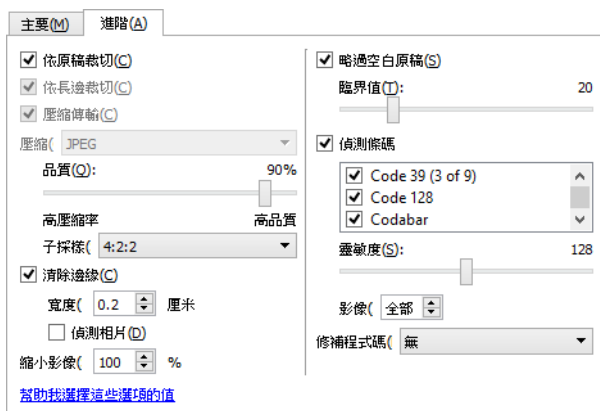 主要(M)
進階(A)
依原稿裁切(C)
依長邊裁切(C)
壓縮傳輸(C)
壓縮( JPEG
品質(Q): 90%
高壓縮率 高品質
子採樣( 4:2:2
清除邊緣(C)
寬度( 0.2 厘米
偵測相片(D)
縮小影像( 100 %
幫助我選擇這些選項的值
略過空白原稿(S)
臨界值(T): 20
偵測條碼
Code 39 (3 of 9)
Code 128
Codabar
靈敏度(S): 128
影像( 全部
修補程式碼( 無